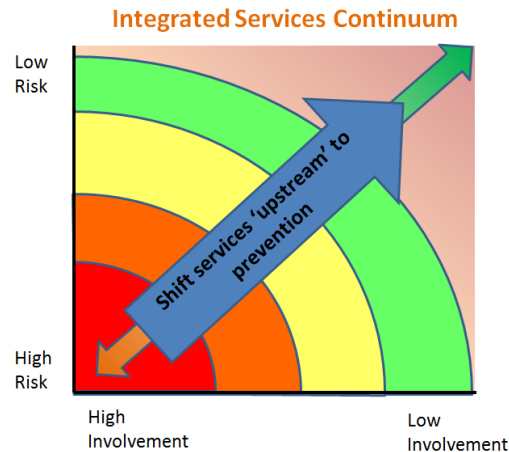 Integrated Services Continuum
Low
Risk
Shift services 'upstream' to
prevention
High
Risk
High
Involvement
Low
Involvement